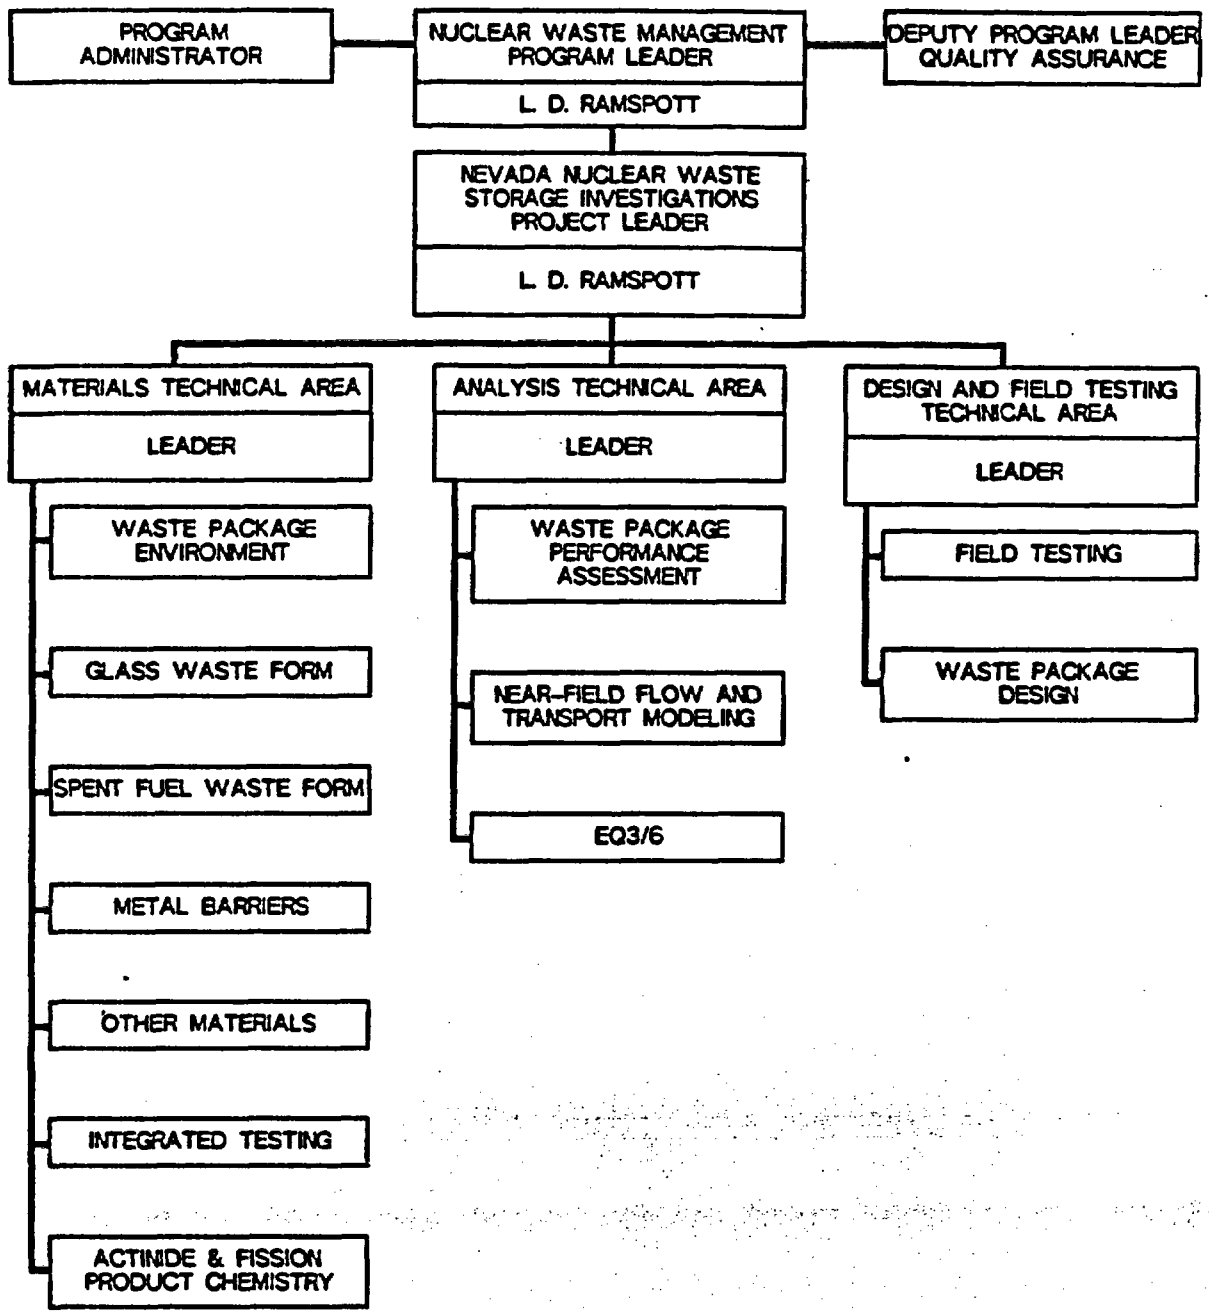 PROGRAM
ADMINISTRATOR
NUCLEAR WASTE MANAGEMENT
PROGRAM LEADER
L. D. RAMSPOTT
DEPUTY PROGRAM LEADER
QUALITY ASSURANCE
NEVADA NUCLEAR WASTE
STORAGE INVESTIGATIONS
PROJECT LEADER
L. D. RAMSPOTT
MATERIALS TECHNICAL AREA
LEADER
WASTE PACKAGE
ENVIRONMENT
GLASS WASTE FORM
SPENT FUEL WASTE FORM
METAL BARRIERS
OTHER MATERIALS
INTEGRATED TESTING
ACTINIDE & FISSION
PRODUCT CHEMISTRY
ANALYSIS TECHNICAL AREA
LEADER
WASTE PACKAGE
PERFORMANCE
ASSESSMENT
NEAR-FIELD FLOW AND
TRANSPORT MODELING
EQ3/6
DESIGN AND FIELD TESTING
TECHNICAL AREA
LEADER
FIELD TESTING
WASTE PACKAGE
DESIGN